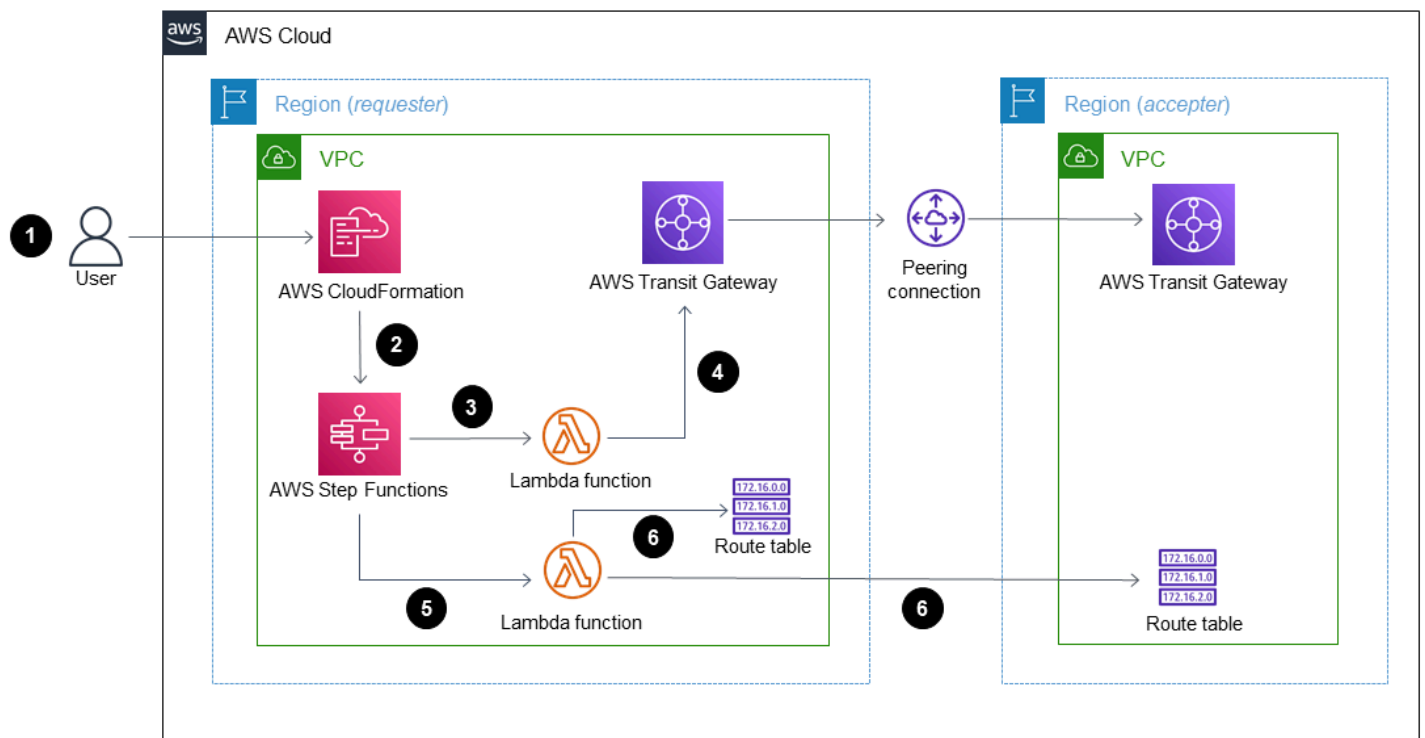 aws
AWS Cloud
Region (requester)
Region (accepter)
VPC
VPC
1
User
AWS CloudFormation
AWS Transit Gateway
Peering
connection
AWS Transit Gateway
2
4
3
AWS Step Functions
Lambda function
172.16.0.0
172.16.1.0
172.16.2.0
Route table
6
5
Lambda function
6
172.16.0.0
172.16.1.0
172.16.2.0
Route table